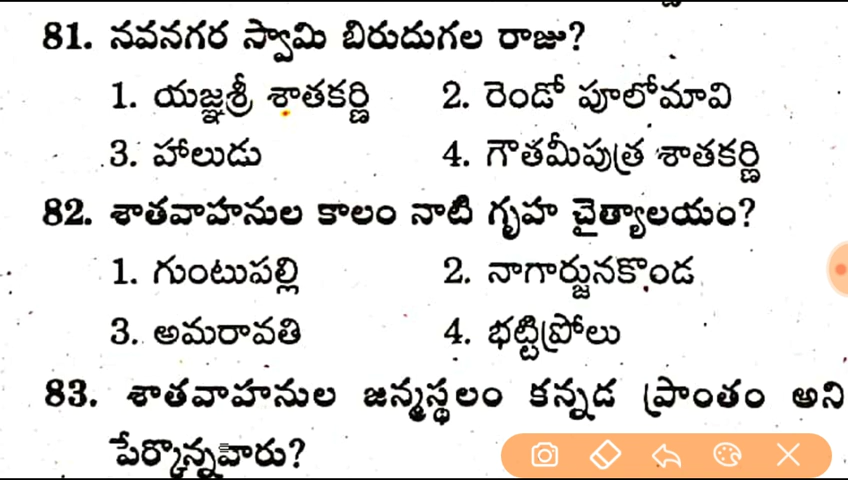 81. నవనగర స్వామి బిరుదుగల రాజు?
1. యజ్ఞశ్రీ శాతకర్ణి 2. రెండో పూలోమావి
3. హాలుడు 4. గౌతమీపుత్ర శాతకర్ణి
82. శాతవాహనుల కాలం నాటి గృహ చైత్యాలయం?
1. గుంటుపల్లి 2. నాగార్జునకొండ
3. అమరావతి 4. భట్టిప్రోలు
83. శాతవాహనుల జన్మస్థలం కన్నడ ప్రాంతం అని
పేర్కొన్నవారు?